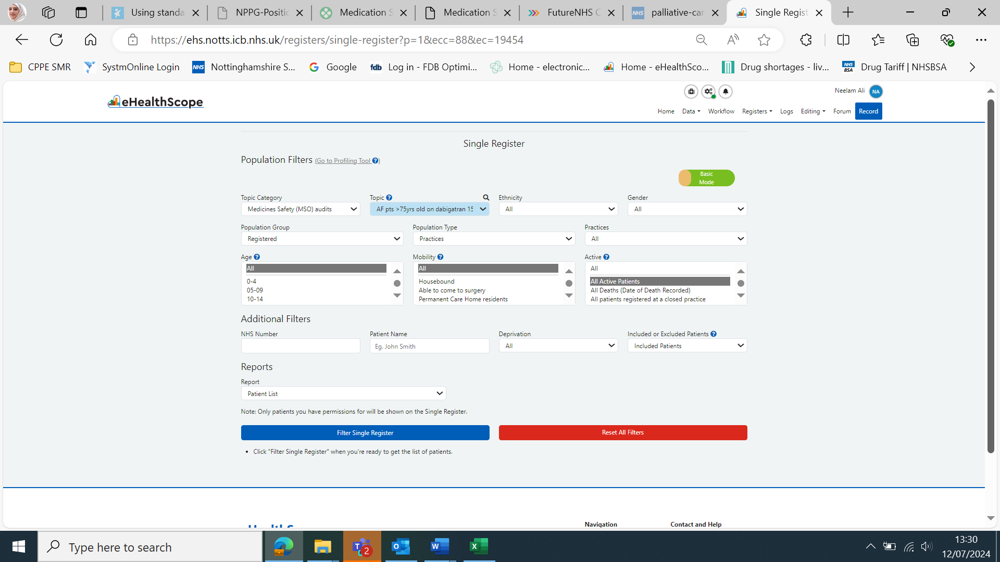 Using standa
NPPG-Positio
Medication S
Medication S
FutureNHS C
palliative-car
Single Regist
https://ehs.notts.icb.nhs.uk/registers/single-register?p=1&ecc=88&ec=19454
CPPE SMR
SystmOnline Login
NHS Nottinghamshire S...
Google
fdb Log in - FDB Optimi...
Home - electronic...
Home - eHealthSco...
Drug shortages - liv...
NHS BSA Drug Tariff | NHSBSA
eHealthScope
Neelam Ali NA
Home Data Workflow Registers Logs Editing Forum Record
Single Register
Population Filters (Go to Profiling Tool ?)
Basic
Mode
Topic Category Topic ? Ethnicity Gender
Medicines Safety (MSO) audits AF pts >75yrs old on dabigatran 15 All All
Population Group Population Type Practices
Registered Practices All
Age ? Mobility ? Active ?
All All All
0-4 Housebound All Active Patients
05-09 Able to come to surgery All Deaths (Date of Death Recorded)
10-14 Permanent Care Home residents All patients registered at a closed practice
Additional Filters
NHS Number Patient Name Deprivation Included or Excluded Patients ?
Eg. John Smith All Included Patients
Reports
Report
Patient List
Note: Only patients you have permissions for will be shown on the Single Register.
Filter Single Register Reset All Filters
• Click "Filter Single Register" when you're ready to get the list of patients.
Navigation Contact and Help
Type here to search
2
13:30
12/07/2024